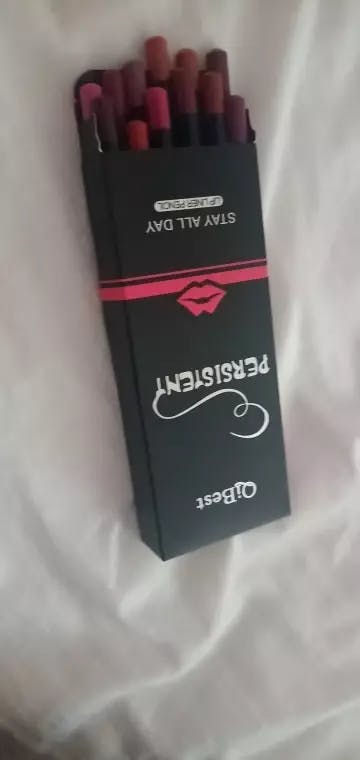 QiBest
PERSISTENT
STAY ALL DAY
LIP LINER PENCIL